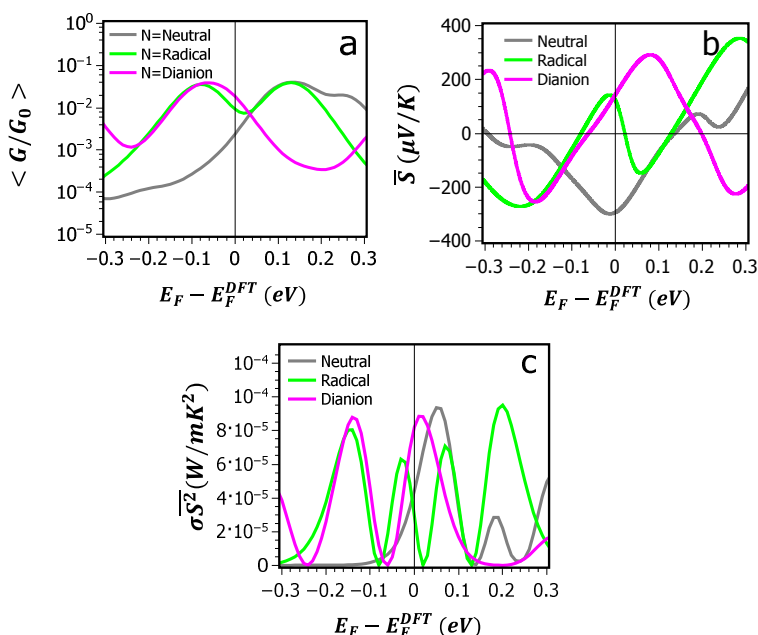 10⁰
10⁻¹
10⁻²
10⁻³
10⁻⁴
10⁻⁵
< G/G₀ >
N=Neutral
N=Radical
N=Dianion
a
−0.3 −0.2 −0.1 0 0.1 0.2 0.3
E_F − E_F^DFT (eV)
400
200
0
−200
−400
S̅ (μV/K)
Neutral
Radical
Dianion
b
−0.3 −0.2 −0.1 0 0.1 0.2 0.3
E_F − E_F^DFT (eV)
10⁻⁴
10⁻⁴
8·10⁻⁵
6·10⁻⁵
4·10⁻⁵
2·10⁻⁵
0
σS̅² (W/mK²)
Neutral
Radical
Dianion
c
−0.3 −0.2 −0.1 0 0.1 0.2 0.3
E_F − E_F^DFT (eV)